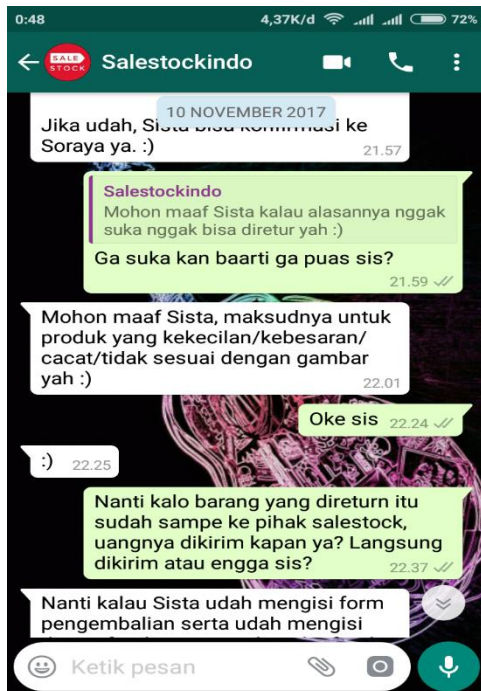 0:48 4,37K/d 72%
SALE STOCK Salestockindo
10 NOVEMBER 2017
Jika udah, Sista bisa konfirmasi ke
Soraya ya. :)
21.57
Salestockindo
Mohon maaf Sista kalau alasannya nggak
suka nggak bisa diretur yah :)
Ga suka kan baarti ga puas sis?
21.59
Mohon maaf Sista, maksudnya untuk
produk yang kekecilan/kebesaran/
cacat/tidak sesuai dengan gambar
yah :)
22.01
Oke sis 22.24
:) 22.25
Nanti kalo barang yang direturn itu
sudah sampe ke pihak salestock,
uangnya dikirim kapan ya? Langsung
dikirim atau engga sis?
22.37
Nanti kalau Sista udah mengisi form
pengembalian serta udah mengisi
Ketik pesan